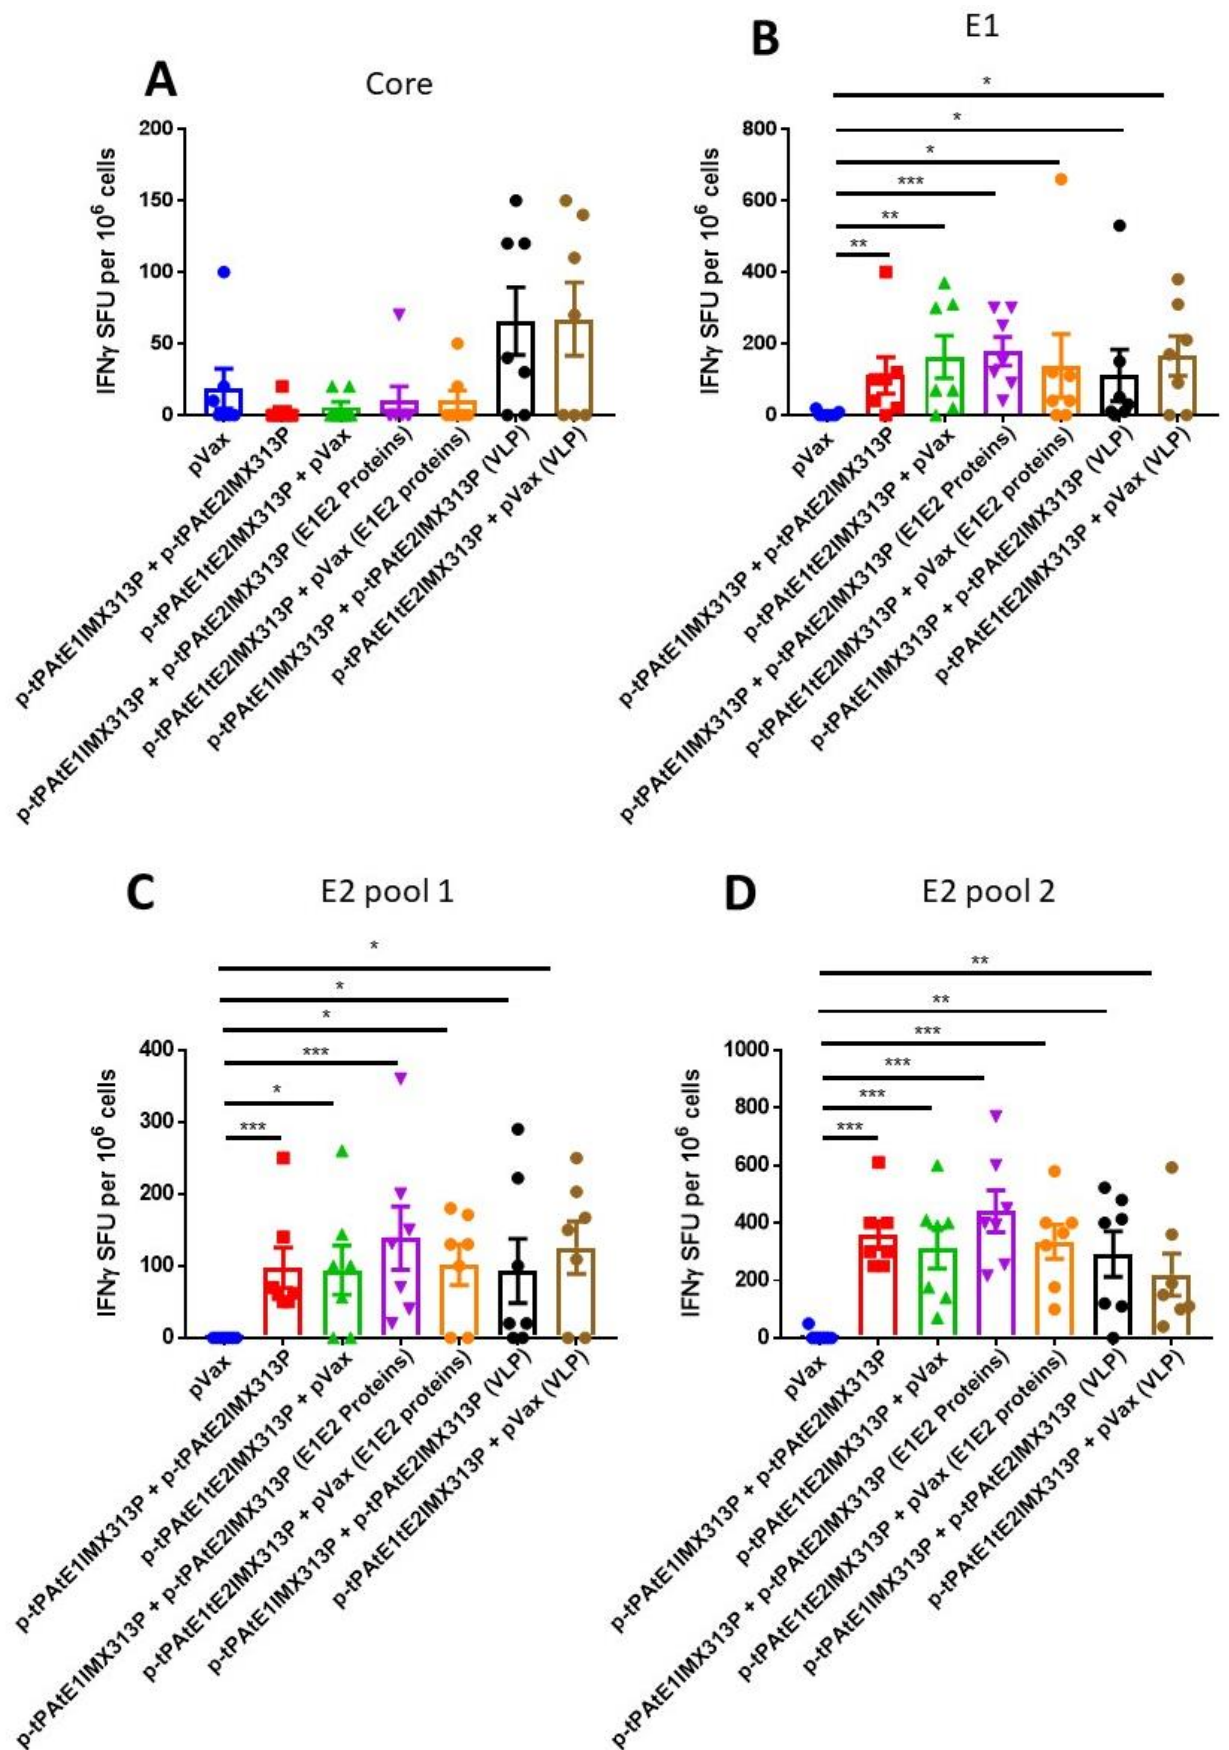 A
Core
IFNγ SFU per 10⁶ cells
200
150
100
50
0
pVax
p-tPAtE1IMX313P + p-tPAtE2IMX313P
p-tPAtE1tE2IMX313P + pVax
p-tPAtE1IMX313P + p-tPAtE2IMX313P (E1E2 Proteins)
p-tPAtE1tE2IMX313P + pVax (E1E2 proteins)
p-tPAtE1IMX313P + p-tPAtE2IMX313P (VLP)
p-tPAtE1tE2IMX313P + pVax (VLP)
B
E1
*
*
*
***
**
**
IFNγ SFU per 10⁶ cells
800
600
400
200
0
pVax
p-tPAtE1IMX313P + p-tPAtE2IMX313P
p-tPAtE1tE2IMX313P + pVax
p-tPAtE1IMX313P + p-tPAtE2IMX313P (E1E2 Proteins)
p-tPAtE1tE2IMX313P + pVax (E1E2 proteins)
p-tPAtE1IMX313P + p-tPAtE2IMX313P (VLP)
p-tPAtE1tE2IMX313P + pVax (VLP)
C
E2 pool 1
*
*
*
***
*
***
IFNγ SFU per 10⁶ cells
400
300
200
100
0
pVax
p-tPAtE1IMX313P + p-tPAtE2IMX313P
p-tPAtE1tE2IMX313P + pVax
p-tPAtE1IMX313P + p-tPAtE2IMX313P (E1E2 Proteins)
p-tPAtE1tE2IMX313P + pVax (E1E2 proteins)
p-tPAtE1IMX313P + p-tPAtE2IMX313P (VLP)
p-tPAtE1tE2IMX313P + pVax (VLP)
D
E2 pool 2
**
**
***
***
***
***
IFNγ SFU per 10⁶ cells
1000
800
600
400
200
0
pVax
p-tPAtE1IMX313P + p-tPAtE2IMX313P
p-tPAtE1tE2IMX313P + pVax
p-tPAtE1IMX313P + p-tPAtE2IMX313P (E1E2 Proteins)
p-tPAtE1tE2IMX313P + pVax (E1E2 proteins)
p-tPAtE1IMX313P + p-tPAtE2IMX313P (VLP)
p-tPAtE1tE2IMX313P + pVax (VLP)